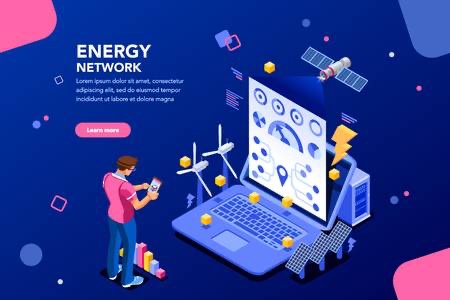 ENERGY
NETWORK
Lorem ipsum dolor sit amet, consectetur
adipiscing elit, sed do eiusmod tempor
incididunt ut labore et dolore magna
Learn more